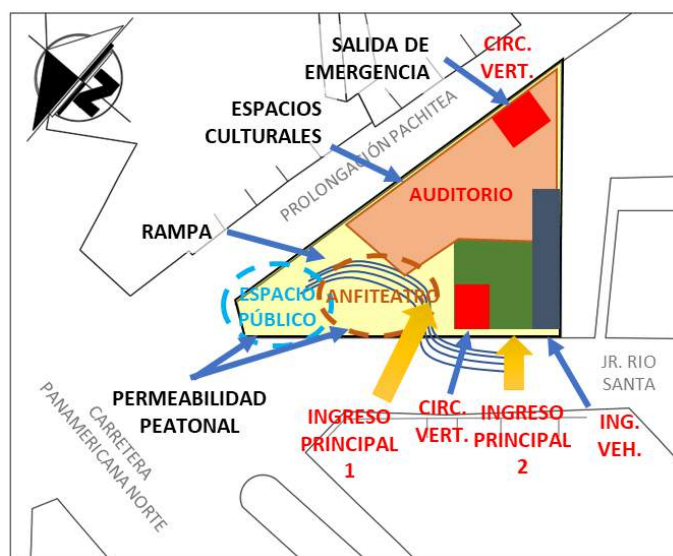 SALIDA DE
EMERGENCIA
CIRC.
VERT.
ESPACIOS
CULTURALES
PROLONGACIÓN PACHITEA
AUDITORIO
RAMPA
ESPACIO
PÚBLICO
ANFITEATRO
PERMEABILIDAD
PEATONAL
CARRETERA
PANAMERICANA NORTE
INGRESO
PRINCIPAL
1
CIRC.
VERT.
INGRESO
PRINCIPAL
2
ING.
VEH.
JR. RIO
SANTA
N